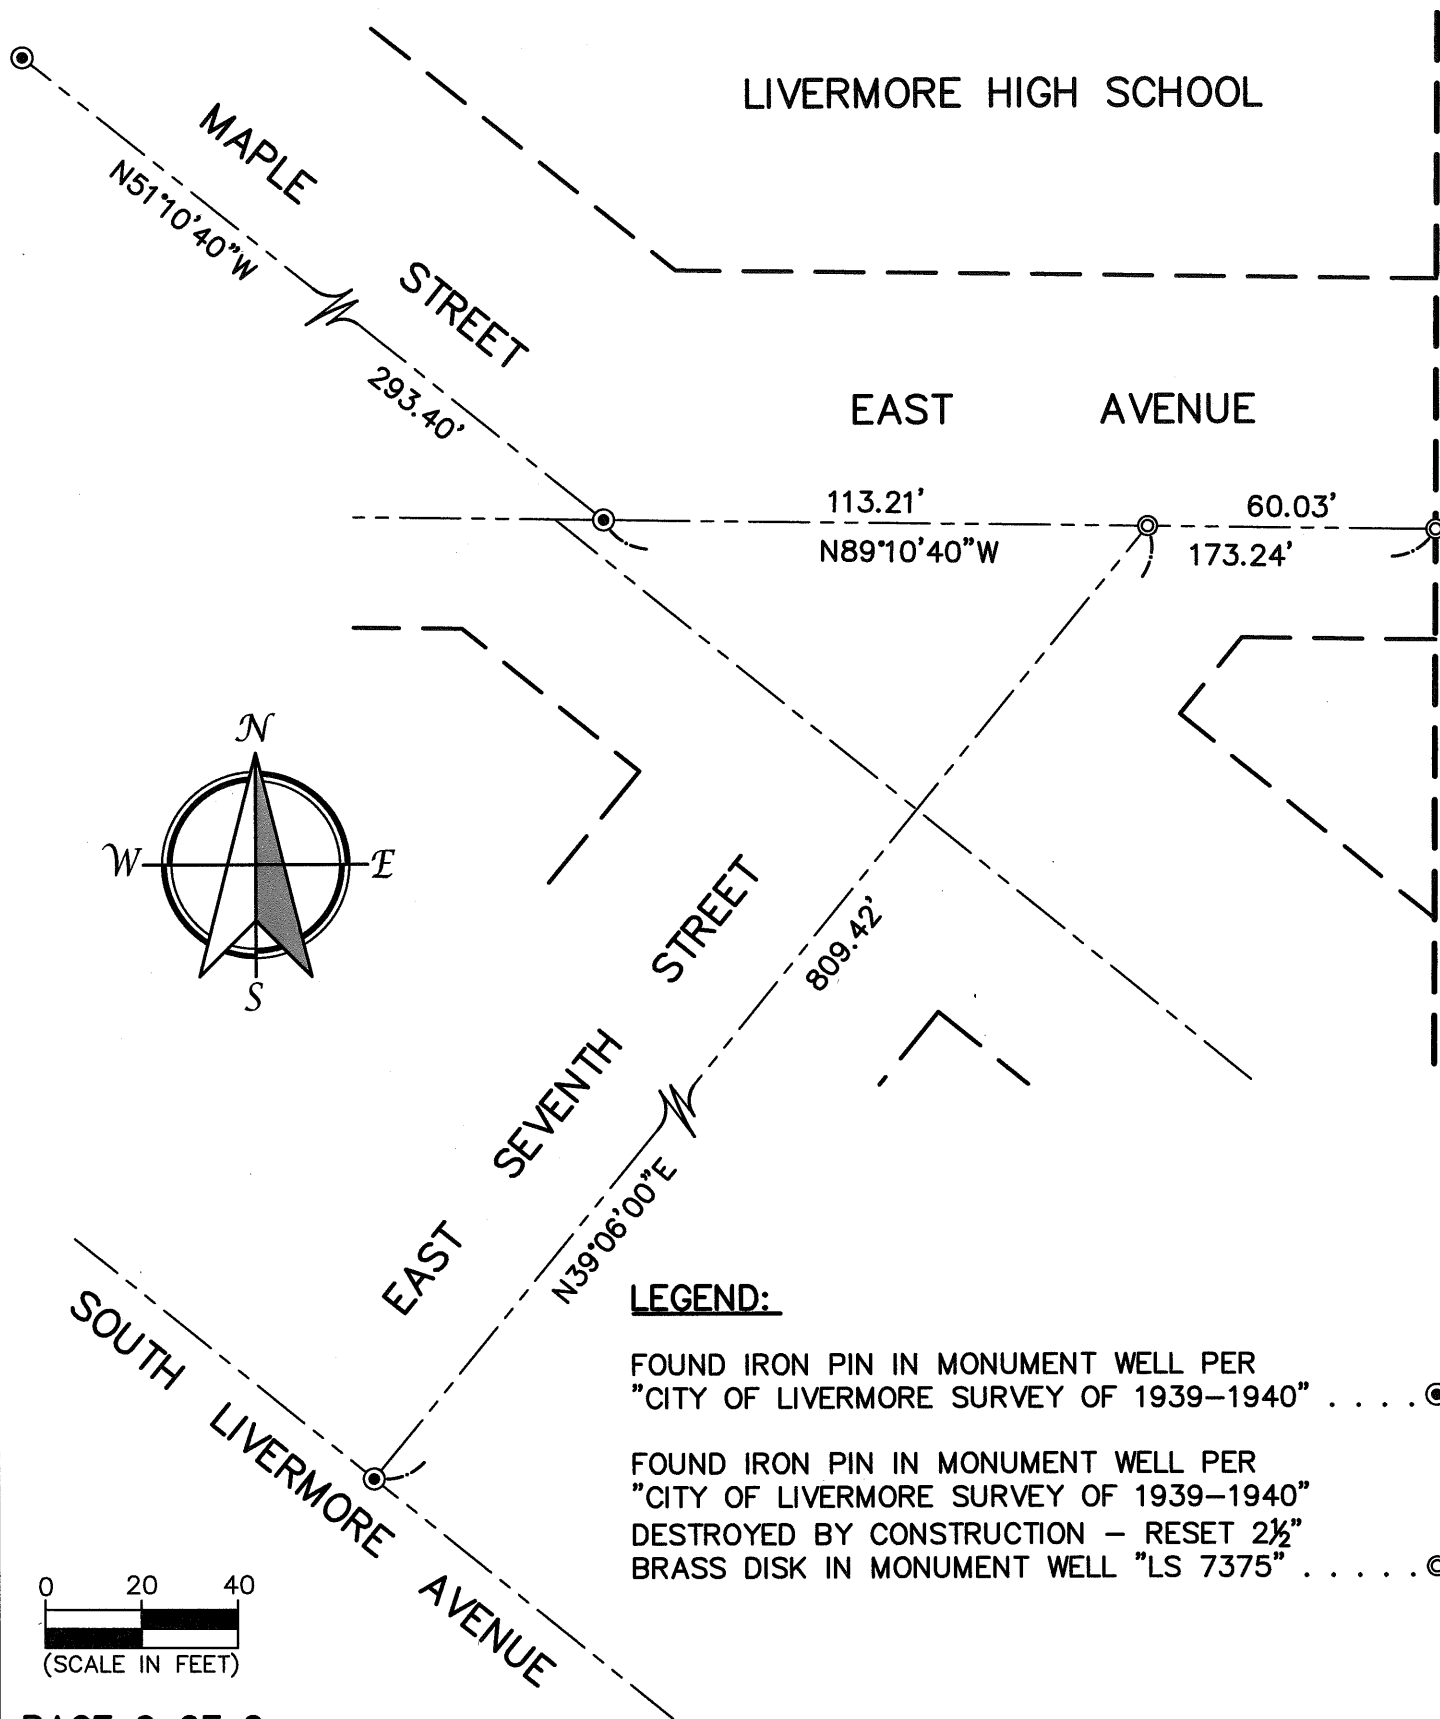 LIVERMORE HIGH SCHOOL
MAPLE STREET
N51°10'40"W
293.40'
EAST AVENUE
113.21'
60.03'
N89°10'40"W
173.24'
N
W
E
S
EAST SEVENTH STREET
809.42'
N39°06'00"E
SOUTH LIVERMORE AVENUE
LEGEND:
FOUND IRON PIN IN MONUMENT WELL PER
"CITY OF LIVERMORE SURVEY OF 1939–1940" . . . .
FOUND IRON PIN IN MONUMENT WELL PER
"CITY OF LIVERMORE SURVEY OF 1939–1940"
DESTROYED BY CONSTRUCTION – RESET 2½"
BRASS DISK IN MONUMENT WELL "LS 7375" . . . . .
0 20 40
(SCALE IN FEET)